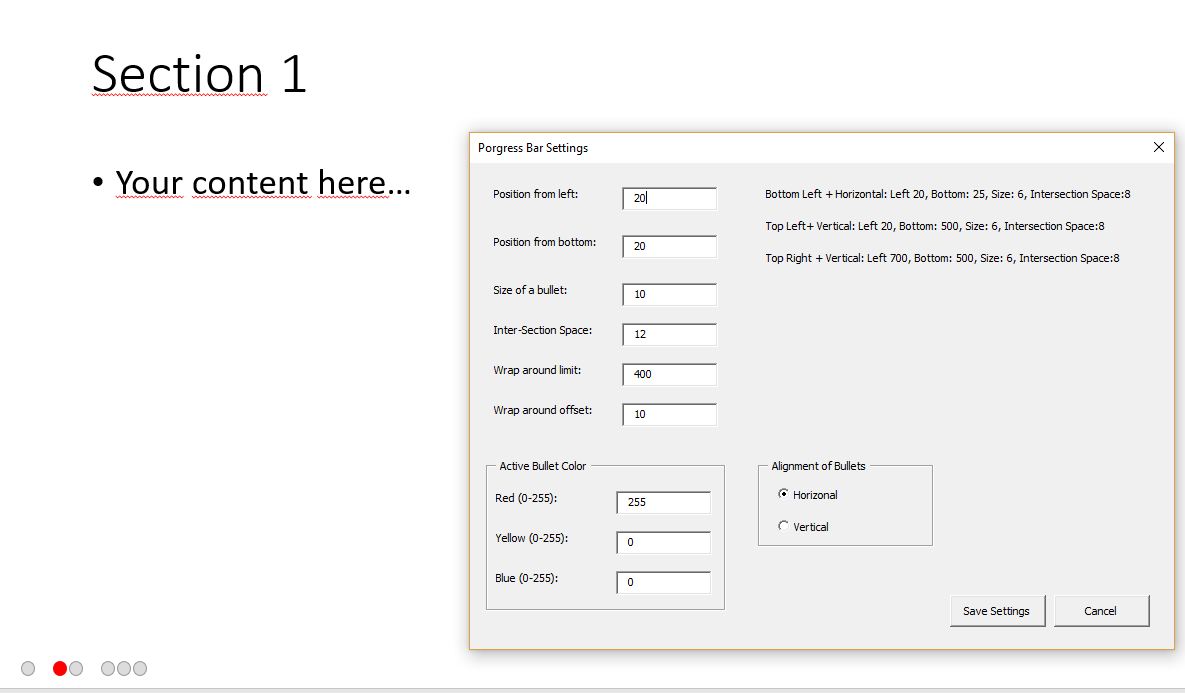 Section 1
• Your content here...
Porgress Bar Settings
Position from left: 20
Position from bottom: 20
Size of a bullet: 10
Inter-Section Space: 12
Wrap around limit: 400
Wrap around offset: 10
Bottom Left + Horizontal: Left 20, Bottom: 25, Size: 6, Intersection Space:8
Top Left+ Vertical: Left 20, Bottom: 500, Size: 6, Intersection Space:8
Top Right + Vertical: Left 700, Bottom: 500, Size: 6, Intersection Space:8
Active Bullet Color
Red (0-255): 255
Yellow (0-255): 0
Blue (0-255): 0
Alignment of Bullets
Horizonal
Vertical
Save Settings
Cancel